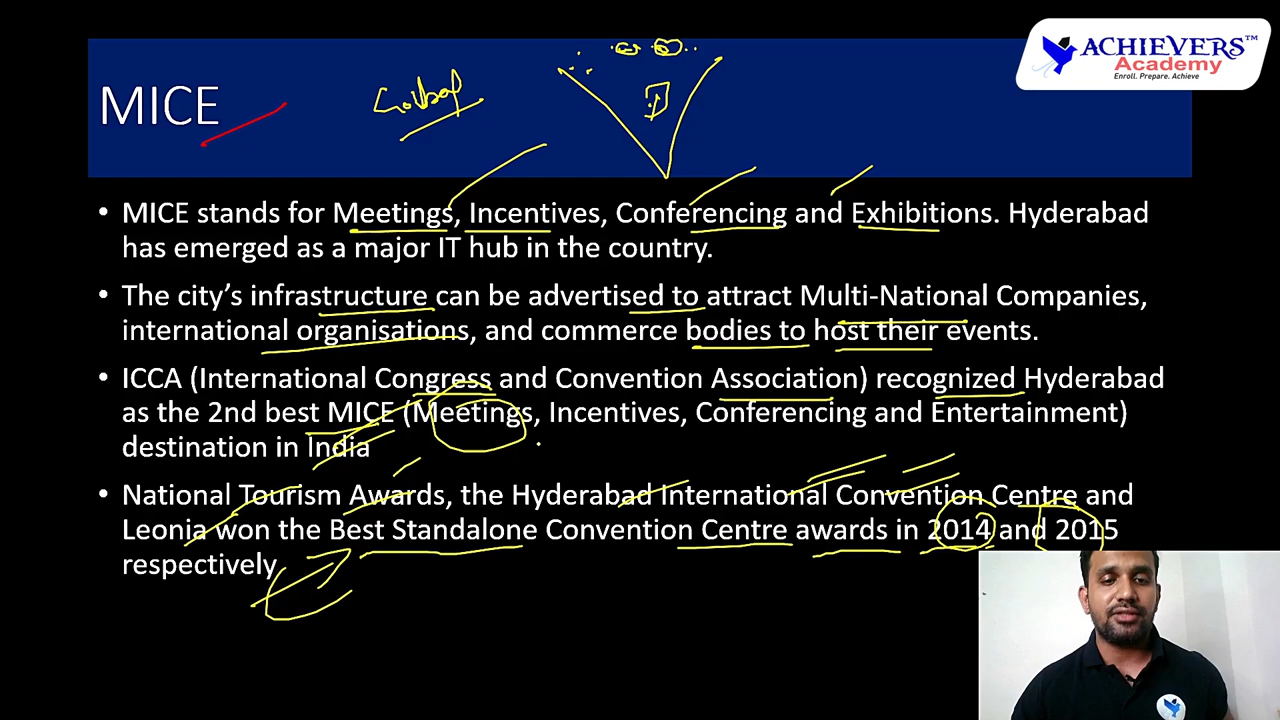 ACHIEVERS™
Academy
Enroll. Prepare. Achieve
MICE
• MICE stands for Meetings, Incentives, Conferencing and Exhibitions. Hyderabad
has emerged as a major IT hub in the country.
• The city's infrastructure can be advertised to attract Multi-National Companies,
international organisations, and commerce bodies to host their events.
• ICCA (International Congress and Convention Association) recognized Hyderabad
as the 2nd best MICE (Meetings, Incentives, Conferencing and Entertainment)
destination in India
• National Tourism Awards, the Hyderabad International Convention Centre and
Leonia won the Best Standalone Convention Centre awards in 2014 and 2015
respectively